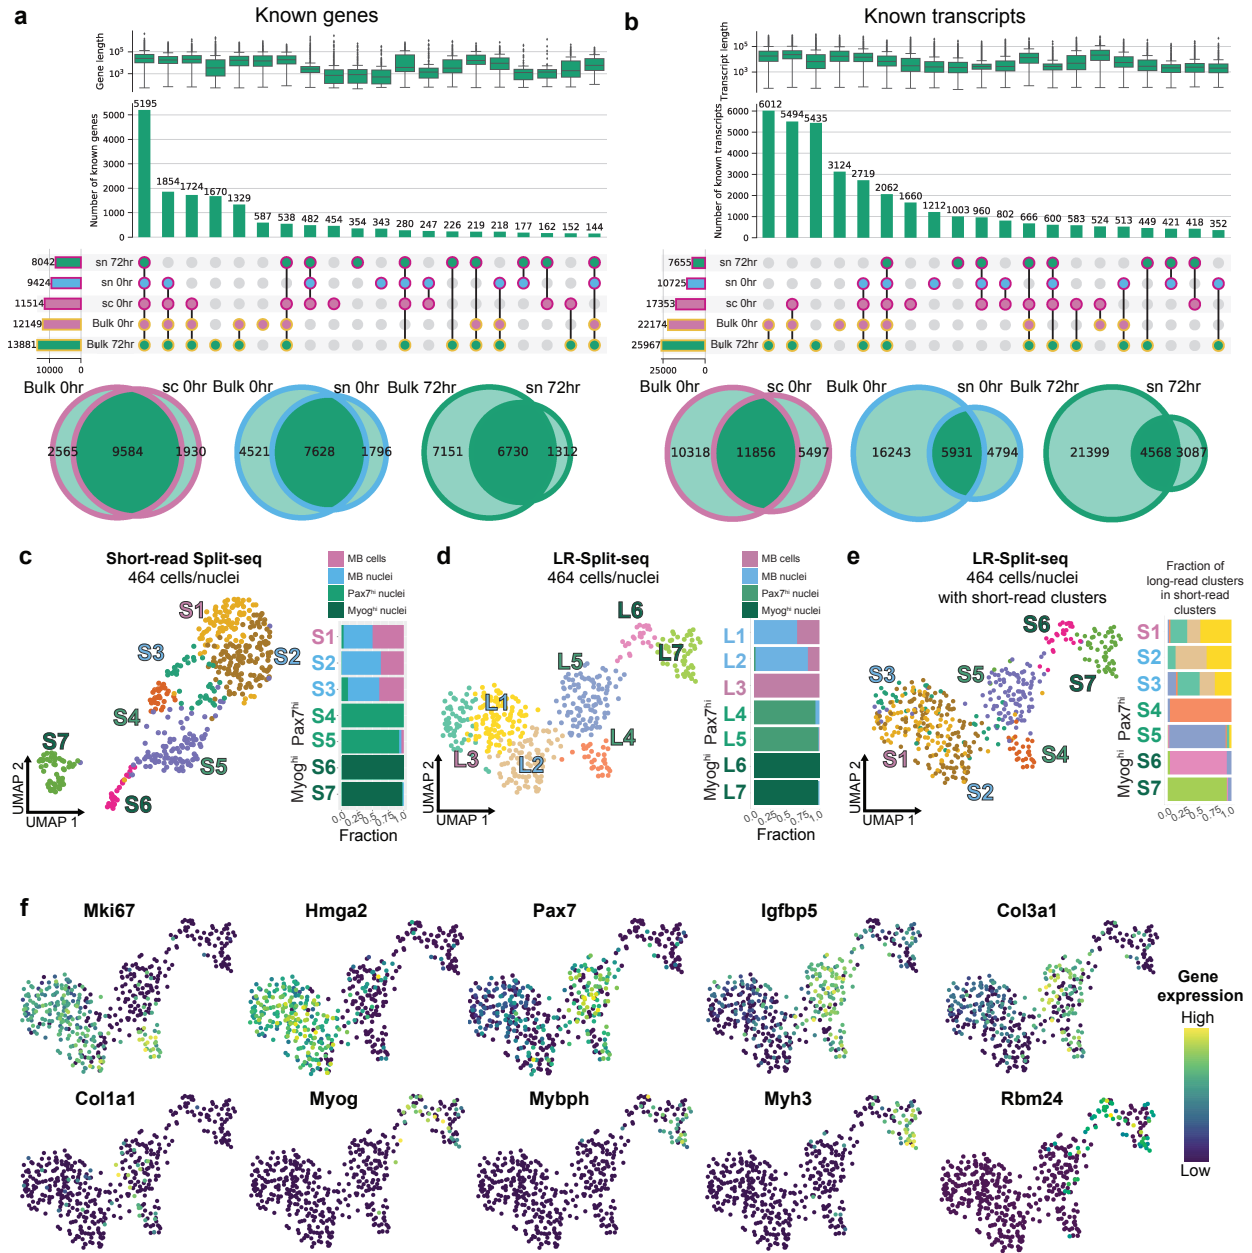 a
Known genes
Gene length
10⁵
10³
Number of known genes
5000
4000
3000
2000
1000
0
5195
1854
1724
1670
1329
587
538
482
454
354
343
280
247
226
219
218
177
162
152
144
8042
sn 72hr
9424
sn 0hr
11514
sc 0hr
12149
Bulk 0hr
13881
Bulk 72hr
10000
0
Bulk 0hr
sc 0hr
2565
9584
1930
Bulk 0hr
sn 0hr
4521
7628
1796
Bulk 72hr
sn 72hr
7151
6730
1312
b
Known transcripts
Transcript length
10⁵
10³
Number of known transcripts
6000
5000
4000
3000
2000
1000
0
6012
5494
5435
3124
2719
2062
1660
1212
1003
960
802
666
600
583
524
513
449
421
418
352
7655
sn 72hr
10725
sn 0hr
17353
sc 0hr
22174
Bulk 0hr
25967
Bulk 72hr
25000
0
Bulk 0hr
sc 0hr
10318
11856
5497
Bulk 0hr
sn 0hr
16243
5931
4794
Bulk 72hr
sn 72hr
21399
4568
3087
c
Short-read Split-seq
464 cells/nuclei
MB cells
MB nuclei
Pax7ʰⁱ nuclei
Myogʰⁱ nuclei
S1
S2
S3
S4
S5
S6
S7
UMAP 2
UMAP 1
S1
S2
S3
S4
S5
S6
S7
Pax7ʰⁱ
Myogʰⁱ
0.0
0.25
0.5
0.75
1.0
Fraction
d
LR-Split-seq
464 cells/nuclei
MB cells
MB nuclei
Pax7ʰⁱ nuclei
Myogʰⁱ nuclei
L6
L7
L5
L1
L4
L3
L2
UMAP 2
UMAP 1
L1
L2
L3
L4
L5
L6
L7
Pax7ʰⁱ
Myogʰⁱ
0.0
0.25
0.5
0.75
1.0
Fraction
e
LR-Split-seq
464 cells/nuclei
with short-read clusters
Fraction of
long-read clusters
in short-read
clusters
S6
S3
S5
S7
S1
S4
S2
UMAP 2
UMAP 1
S1
S2
S3
S4
S5
S6
S7
Pax7ʰⁱ
Myogʰⁱ
0.0
0.25
0.5
0.75
1.0
f
Mki67
Hmga2
Pax7
Igfbp5
Col3a1
Col1a1
Myog
Mybph
Myh3
Rbm24
Gene
expression
High
Low